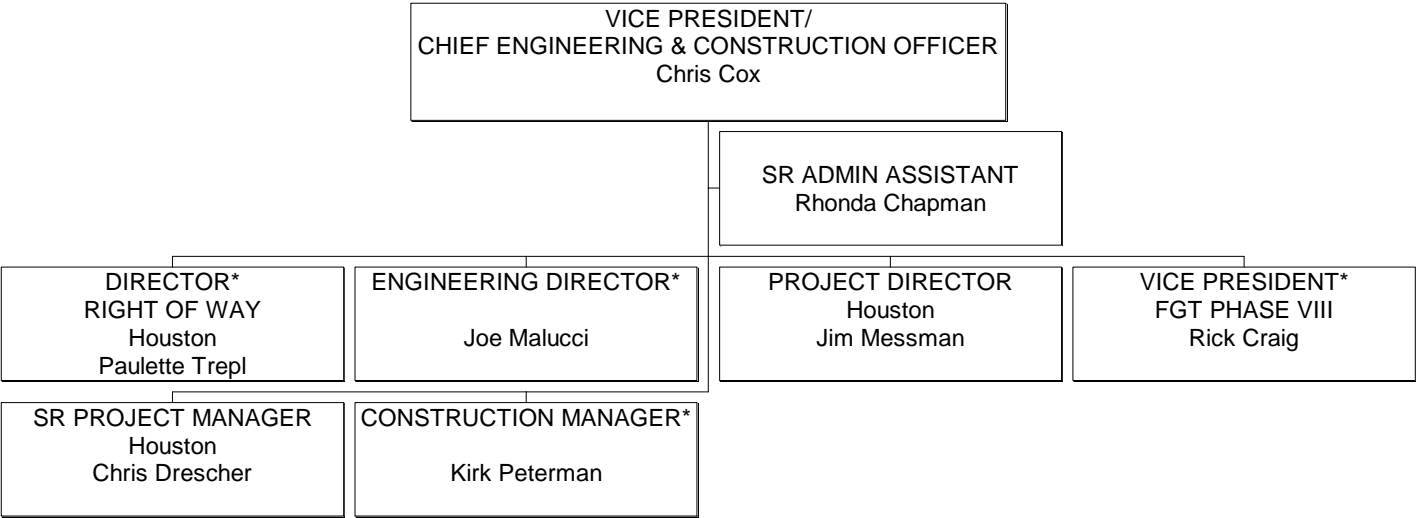 VICE PRESIDENT/
CHIEF ENGINEERING & CONSTRUCTION OFFICER
Chris Cox
SR ADMIN ASSISTANT
Rhonda Chapman
DIRECTOR*
RIGHT OF WAY
Houston
Paulette Trepl
ENGINEERING DIRECTOR*
Joe Malucci
PROJECT DIRECTOR
Houston
Jim Messman
VICE PRESIDENT*
FGT PHASE VIII
Rick Craig
SR PROJECT MANAGER
Houston
Chris Drescher
CONSTRUCTION MANAGER*
Kirk Peterman